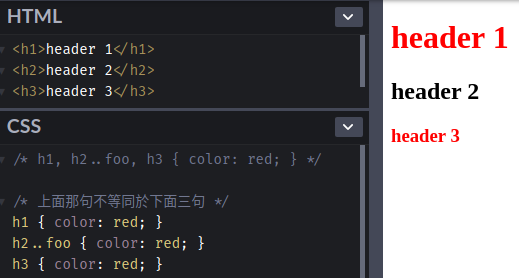 HTML
<h1>header 1</h1>
<h2>header 2</h2>
<h3>header 3</h3>
CSS
/* h1, h2..foo, h3 { color: red; } */
/* 上面那句不等同於下面三句 */
h1 { color: red; }
h2..foo { color: red; }
h3 { color: red; }
header 1
header 2
header 3